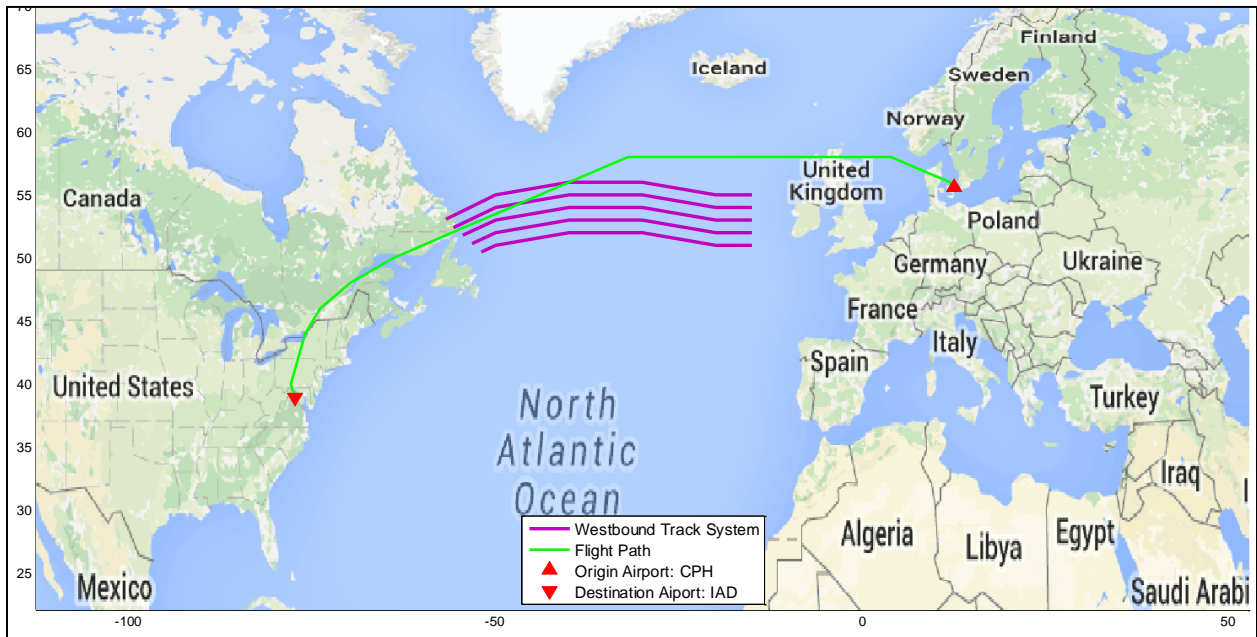 70
65
60
55
50
45
40
35
30
25
-100
-50
0
50
Finland
Iceland
Sweden
Norway
Canada
United
Kingdom
Poland
Germany
Ukraine
France
Italy
Spain
United States
Turkey
North
Atlantic
Ocean
Iraq
I
Algeria
Libya
Egypt
Mexico
Saudi Arabi
Westbound Track System
Flight Path
Origin Airport: CPH
Destination Aiport: IAD